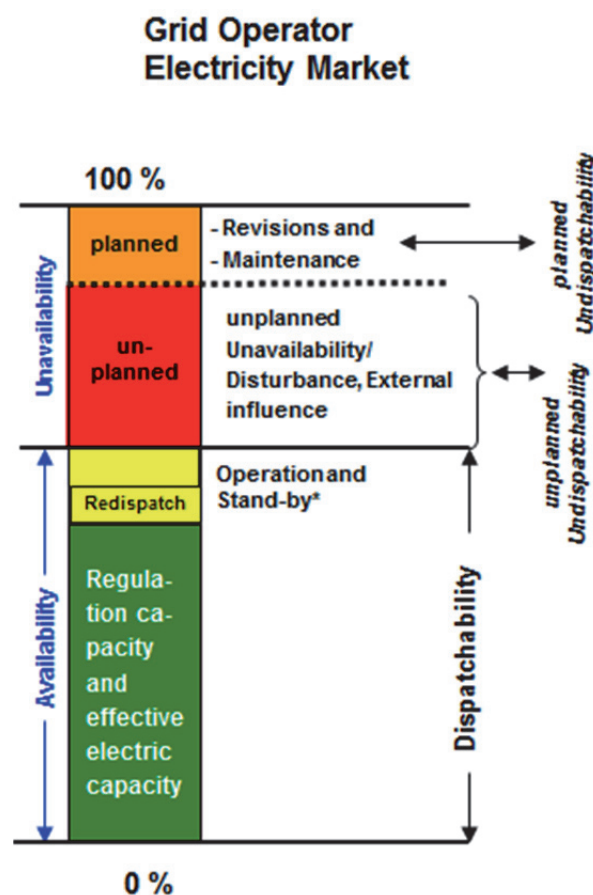 Grid Operator
Electricity Market
100 %
Unavailability
planned
- Revisions and
- Maintenance
planned
Undispatchability
un-
planned
unplanned
Unavailability/
Disturbance, External
influence
unplanned
Undispatchability
Availability
Redispatch
Operation and
Stand-by*
Regula-
tion ca-
pacity
and
effective
electric
capacity
Dispatchability
0 %